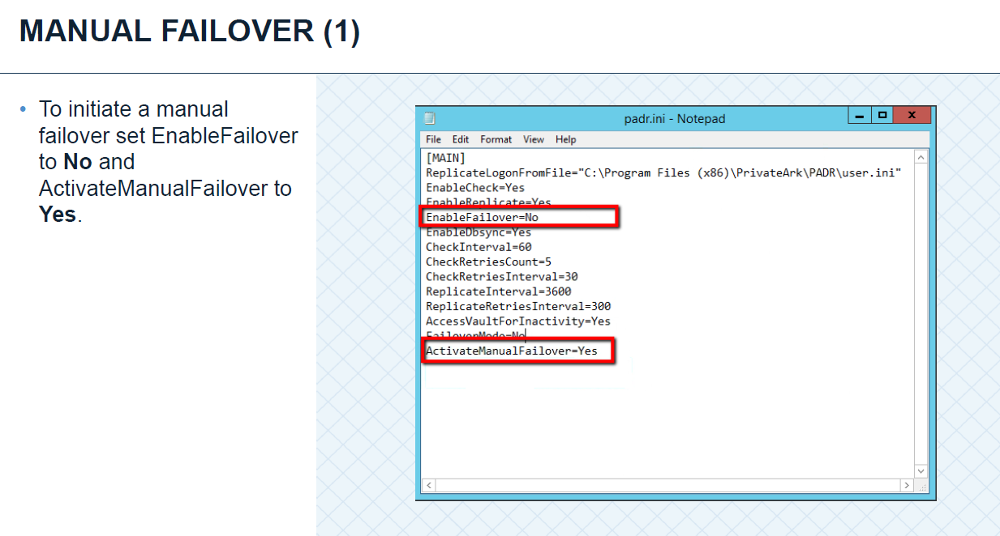 MANUAL FAILOVER (1)
• To initiate a manual
failover set EnableFailover
to No and
ActivateManualFailover to
Yes.
padr.ini - Notepad
File Edit Format View Help
[MAIN]
ReplicateLogonFromFile="C:\Program Files (x86)\PrivateArk\PADR\user.ini"
EnableCheck=Yes
EnableReplicate=Yes
EnableFailover=No
EnableDbsync=Yes
CheckInterval=60
CheckRetriesCount=5
CheckRetriesInterval=30
ReplicateInterval=3600
ReplicateRetriesInterval=300
AccessVaultForInactivity=Yes
FailoverMode=No
ActivateManualFailover=Yes